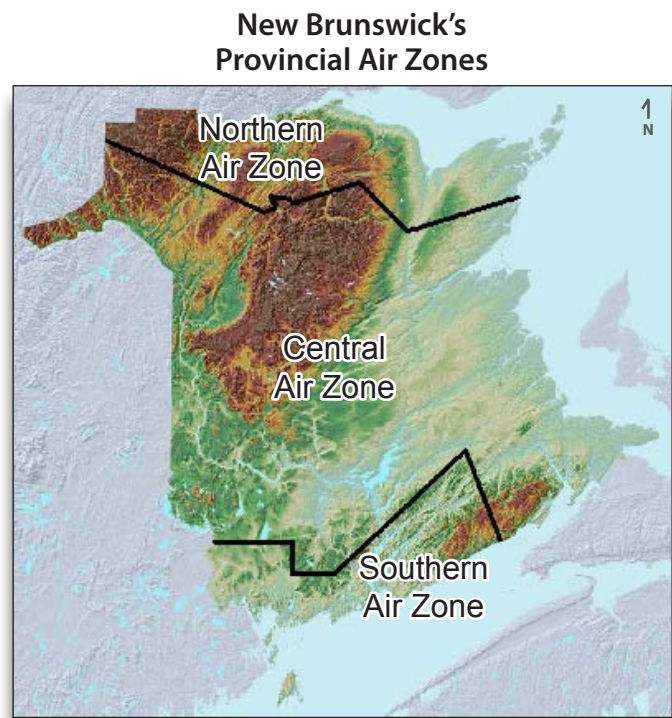 New Brunswick's
Provincial Air Zones
N
Northern
Air Zone
Central
Air Zone
Southern
Air Zone